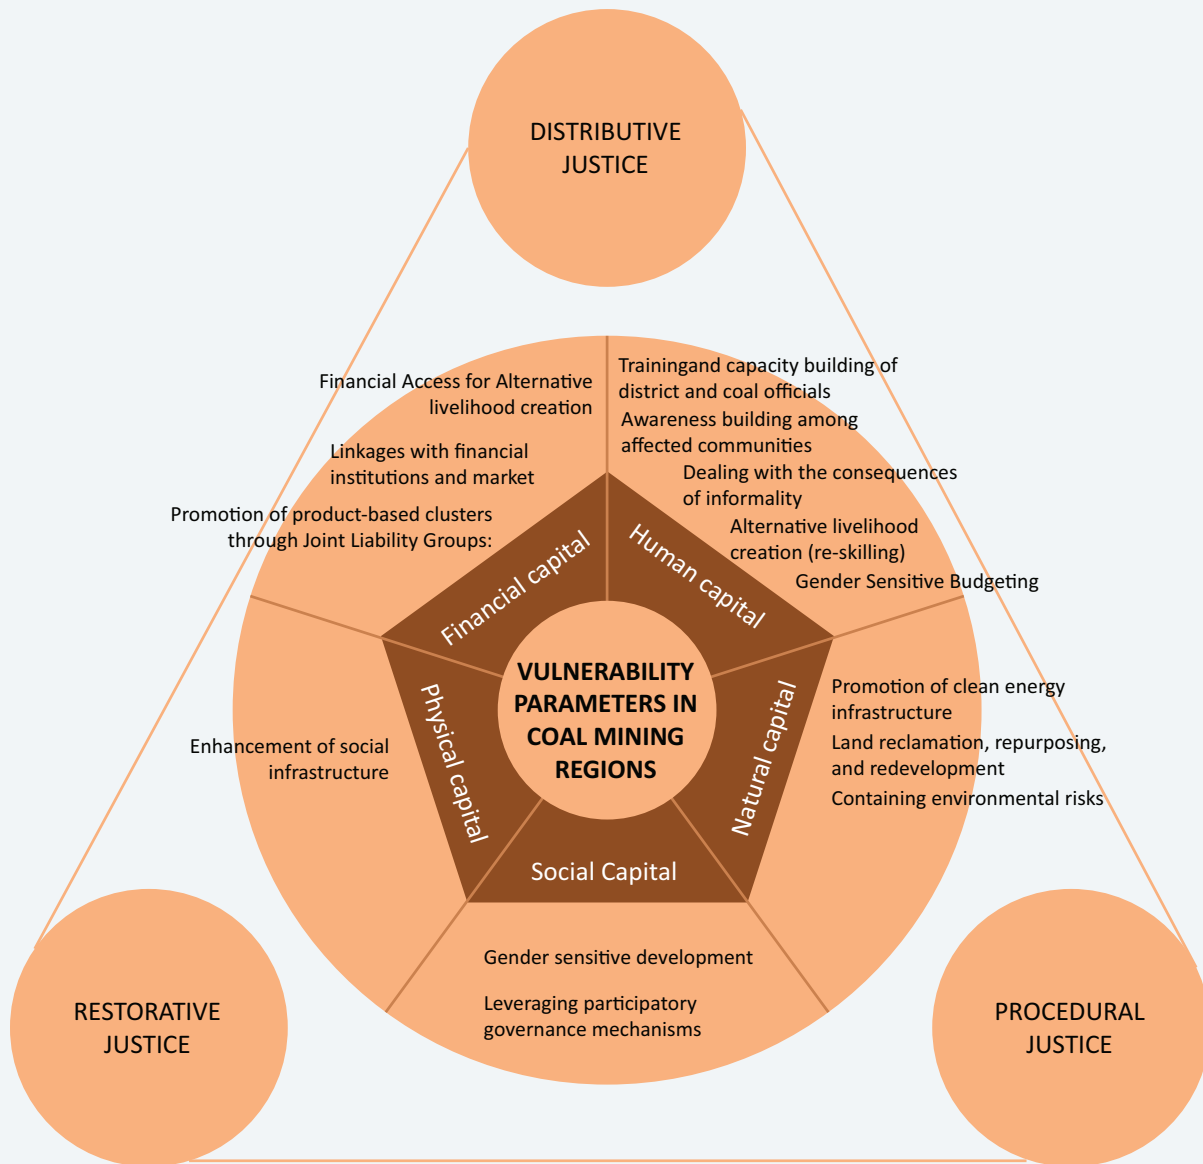 DISTRIBUTIVE
JUSTICE
Financial Access for Alternative
livelihood creation
Linkages with financial
institutions and market
Promotion of product-based clusters
through Joint Liability Groups:
Trainingand capacity building of
district and coal officials
Awareness building among
affected communities
Dealing with the consequences
of informality
Alternative livelihood
creation (re-skilling)
Gender Sensitive Budgeting
Financial capital
Human capital
VULNERABILITY
PARAMETERS IN
COAL MINING
REGIONS
Physical capital
Natural capital
Social Capital
Enhancement of social
infrastructure
Promotion of clean energy
infrastructure
Land reclamation, repurposing,
and redevelopment
Containing environmental risks
Gender sensitive development
Leveraging participatory
governance mechanisms
RESTORATIVE
JUSTICE
PROCEDURAL
JUSTICE